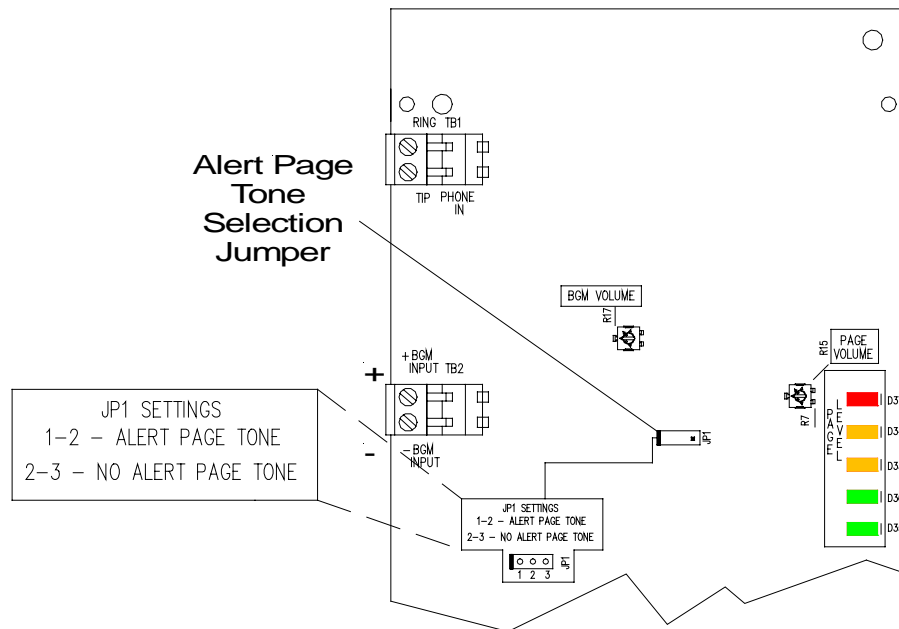 RING TB1
Alert Page
Tone
Selection
Jumper
TIP PHONE
IN
BGM VOLUME
R17
R15
PAGE
VOLUME
+ BGM
INPUT TB2
+
R7
PAGE
LEVEL
D3
D3
D3
D3
D3
JP1
JP1 SETTINGS
1-2 - ALERT PAGE TONE
2-3 - NO ALERT PAGE TONE
-
- BGM
INPUT
JP1 SETTINGS
1-2 - ALERT PAGE TONE
2-3 - NO ALERT PAGE TONE
JP1
1 2 3